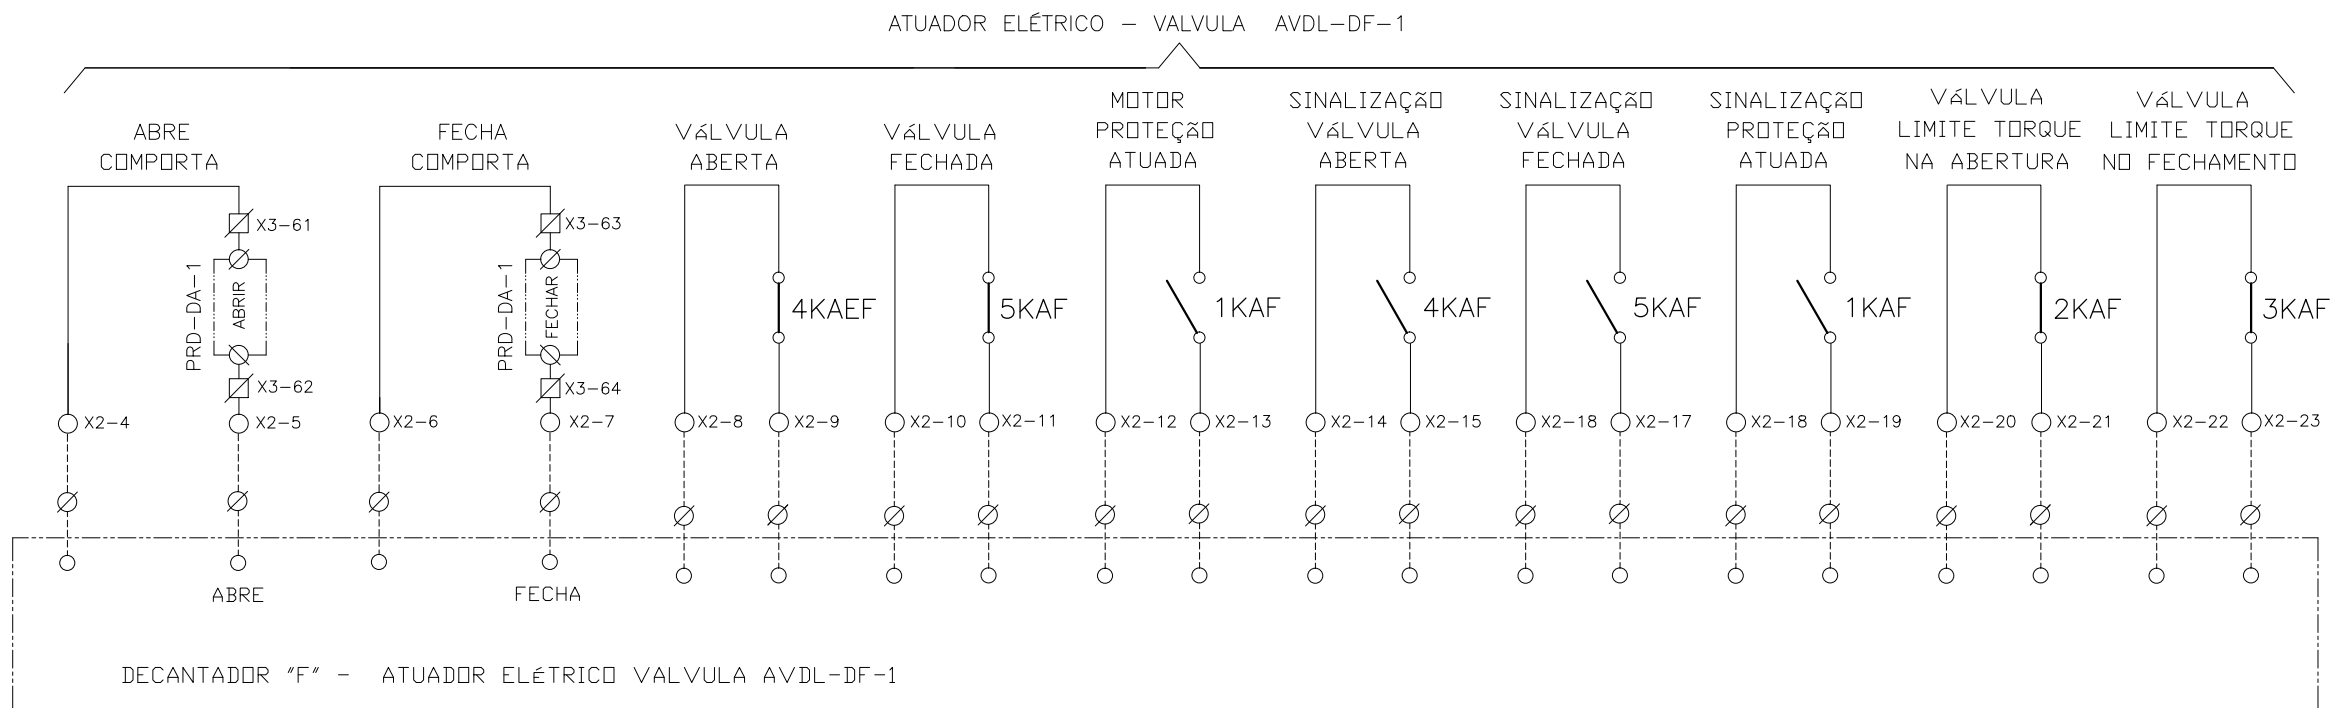 ATUADOR ELÉTRICO - VALVULA AVDL-DF-1
ABRE
COMPORTA
FECHA
COMPORTA
VáLVULA
ABERTA
VáLVULA
FECHADA
MOTOR
PROTEÇÃO
ATUADA
SINALIZAÇÃO
VáLVULA
ABERTA
SINALIZAÇÃO
VáLVULA
FECHADA
SINALIZAÇÃO
PROTEÇÃO
ATUADA
VáLVULA
LIMITE TORQUE
NA ABERTURA
VáLVULA
LIMITE TORQUE
NO FECHAMENTO
X3-61
PRD-DA-1
ABRIR
X3-62
X3-63
PRD-DA-1
FECHAR
X3-64
4KAEF
5KAF
1KAF
4KAF
5KAF
1KAF
2KAF
3KAF
X2-4
X2-5
X2-6
X2-7
X2-8
X2-9
X2-10
X2-11
X2-12
X2-13
X2-14
X2-15
X2-18
X2-17
X2-18
X2-19
X2-20
X2-21
X2-22
X2-23
ABRE
FECHA
DECANTADOR "F" - ATUADOR ELéTRICO VALVULA AVDL-DF-1